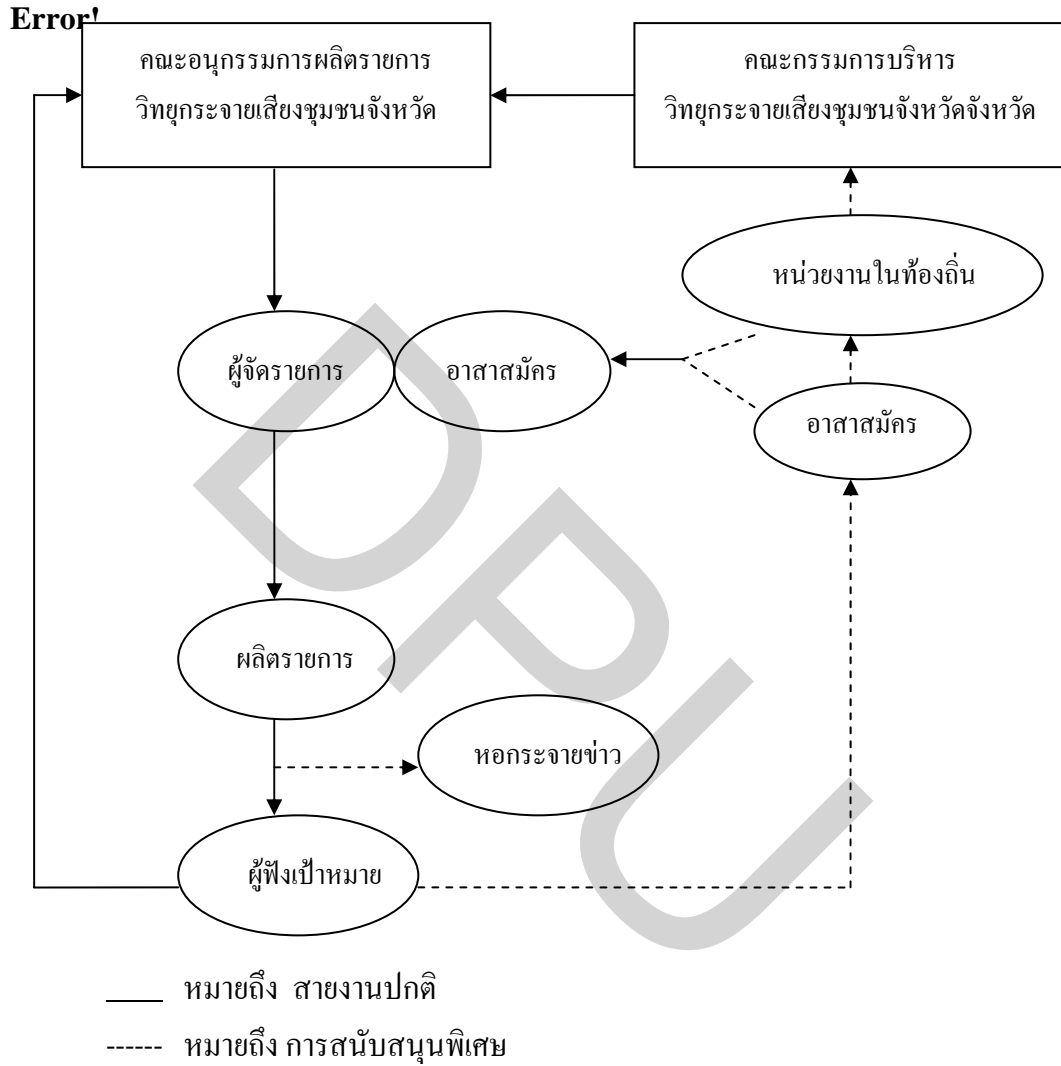 Error!
คณะอนุกรรมการผลิตรายการ
วิทยุกระจายเสียงชุมชนจังหวัด
คณะกรรมการบริหาร
วิทยุกระจายเสียงชุมชนจังหวัดจังหวัด
หน่วยงานในท้องถิ่น
ผู้จัดรายการ
อาสาสมัคร
อาสาสมัคร
ผลิตรายการ
หอกระจายข่าว
ผู้ฟังเป้าหมาย
DPU
หมายถึง สายงานปกติ
------ หมายถึง การสนับสนุนพิเศษ